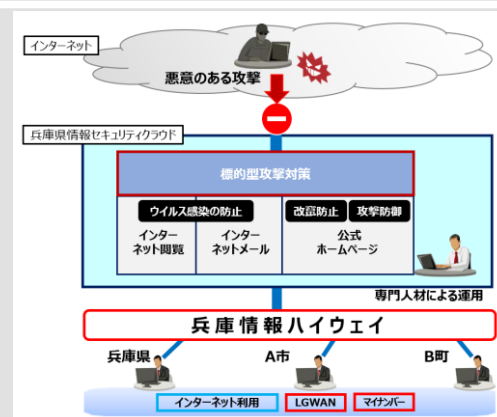 インターネット
悪意のある攻撃
兵庫県情報セキュリティクラウド
標的型攻撃対策
ウイルス感染の防止
改竄防止
攻撃防御
インター
ネット閲覧
インター
ネットメール
公式
ホームページ
専門人材による運用
兵庫情報ハイウェイ
兵庫県
A市
B町
インターネット利用
LGWAN
マイナンバー